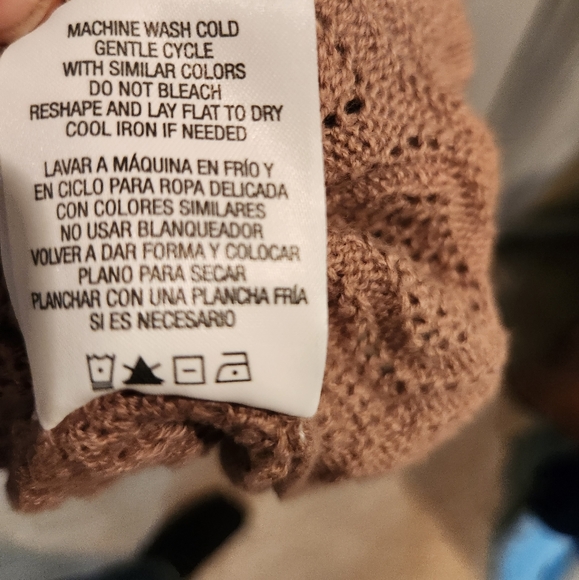 MACHINE WASH COLD
GENTLE CYCLE
WITH SIMILAR COLORS
DO NOT BLEACH
RESHAPE AND LAY FLAT TO DRY
COOL IRON IF NEEDED
LAVAR A MÁQUINA EN FRÍO Y
EN CICLO PARA ROPA DELICADA
CON COLORES SIMILARES
NO USAR BLANQUEADOR
VOLVER A DAR FORMA Y COLOCAR
PLANO PARA SECAR
PLANCHAR CON UNA PLANCHA FRÍA
SI ES NECESARIO